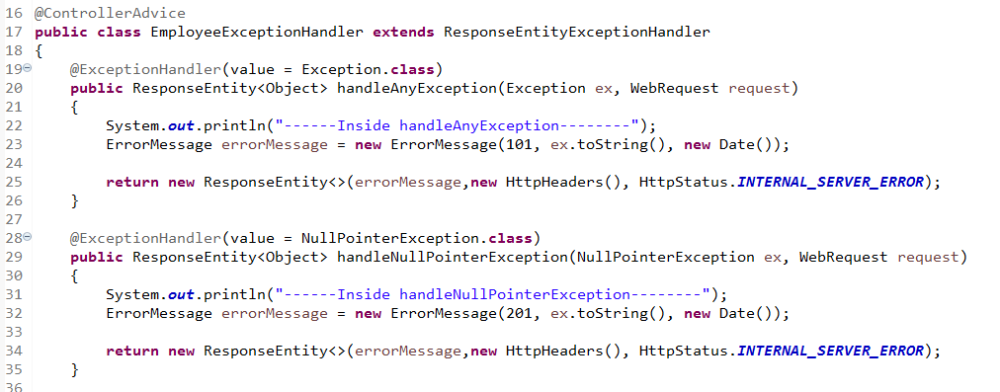 16 @ControllerAdvice
17 public class EmployeeExceptionHandler extends ResponseEntityExceptionHandler
18 {
19 @ExceptionHandler(value = Exception.class)
20 public ResponseEntity<Object> handleAnyException(Exception ex, WebRequest request)
21 {
22 System.out.println("------Inside handleAnyException--------");
23 ErrorMessage errorMessage = new ErrorMessage(101, ex.toString(), new Date());
24
25 return new ResponseEntity<>(errorMessage,new HttpHeaders(), HttpStatus.INTERNAL_SERVER_ERROR);
26 }
27
28 @ExceptionHandler(value = NullPointerException.class)
29 public ResponseEntity<Object> handleNullPointerException(NullPointerException ex, WebRequest request)
30 {
31 System.out.println("------Inside handleNullPointerException--------");
32 ErrorMessage errorMessage = new ErrorMessage(201, ex.toString(), new Date());
33
34 return new ResponseEntity<>(errorMessage,new HttpHeaders(), HttpStatus.INTERNAL_SERVER_ERROR);
35 }
36